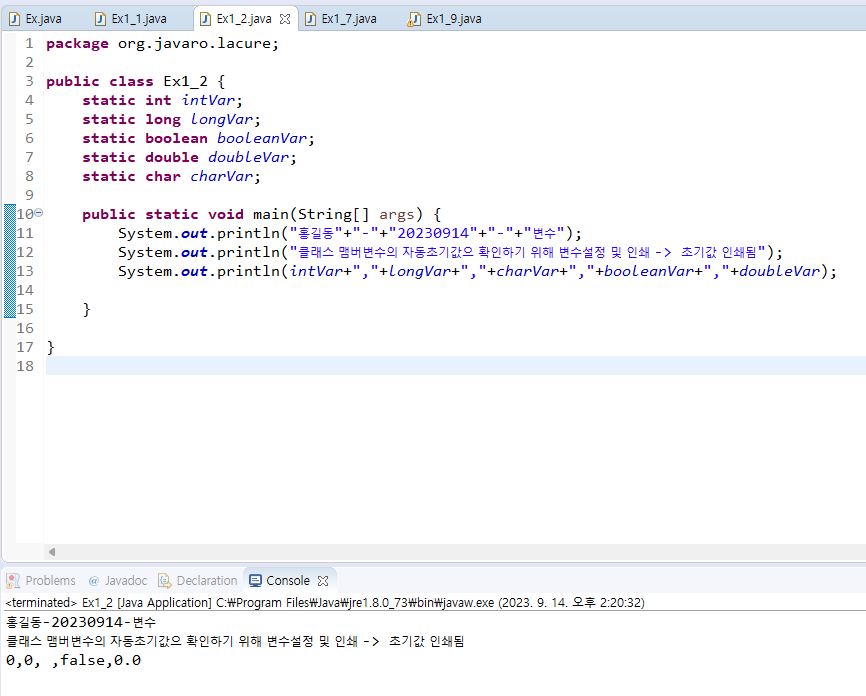 Ex.java Ex1_1.java Ex1_2.java Ex1_7.java Ex1_9.java
1 package org.javaro.lacure;
2
3 public class Ex1_2 {
4 static int intVar;
5 static long longVar;
6 static boolean booleanVar;
7 static double doubleVar;
8 static char charVar;
9
10 public static void main(String[] args) {
11 System.out.println("홍길동"+"-"+"20230914"+"-"+"변수");
12 System.out.println("클래스 맴버변수의 자동초기값으 확인하기 위해 변수설정 및 인쇄 -> 초기값 인쇄됨");
13 System.out.println(intVar+","+longVar+","+charVar+","+booleanVar+","+doubleVar);
14
15 }
16
17 }
18
Problems @ Javadoc Declaration Console
<terminated> Ex1_2 [Java Application] C:₩Program Files₩Java₩jre1.8.0_73₩bin₩javaw.exe (2023. 9. 14. 오후 2:20:32)
홍길동-20230914-변수
클래스 맴버변수의 자동초기값으 확인하기 위해 변수설정 및 인쇄 -> 초기값 인쇄됨
0,0, ,false,0.0